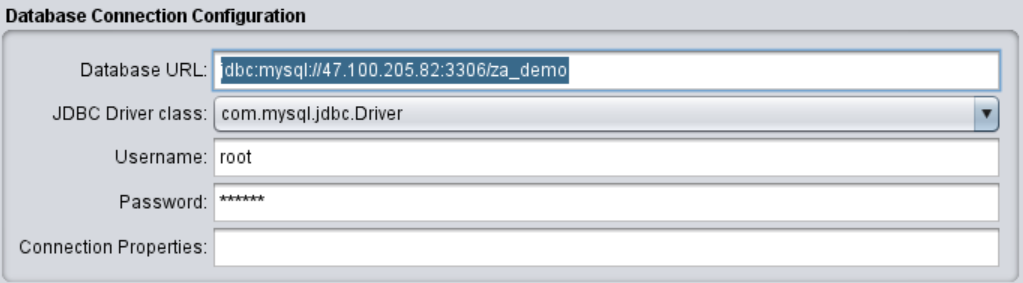 Database Connection Configuration
Database URL: jdbc:mysql://47.100.205.82:3306/za_demo
JDBC Driver class: com.mysql.jdbc.Driver
Username: root
Password: ******
Connection Properties: